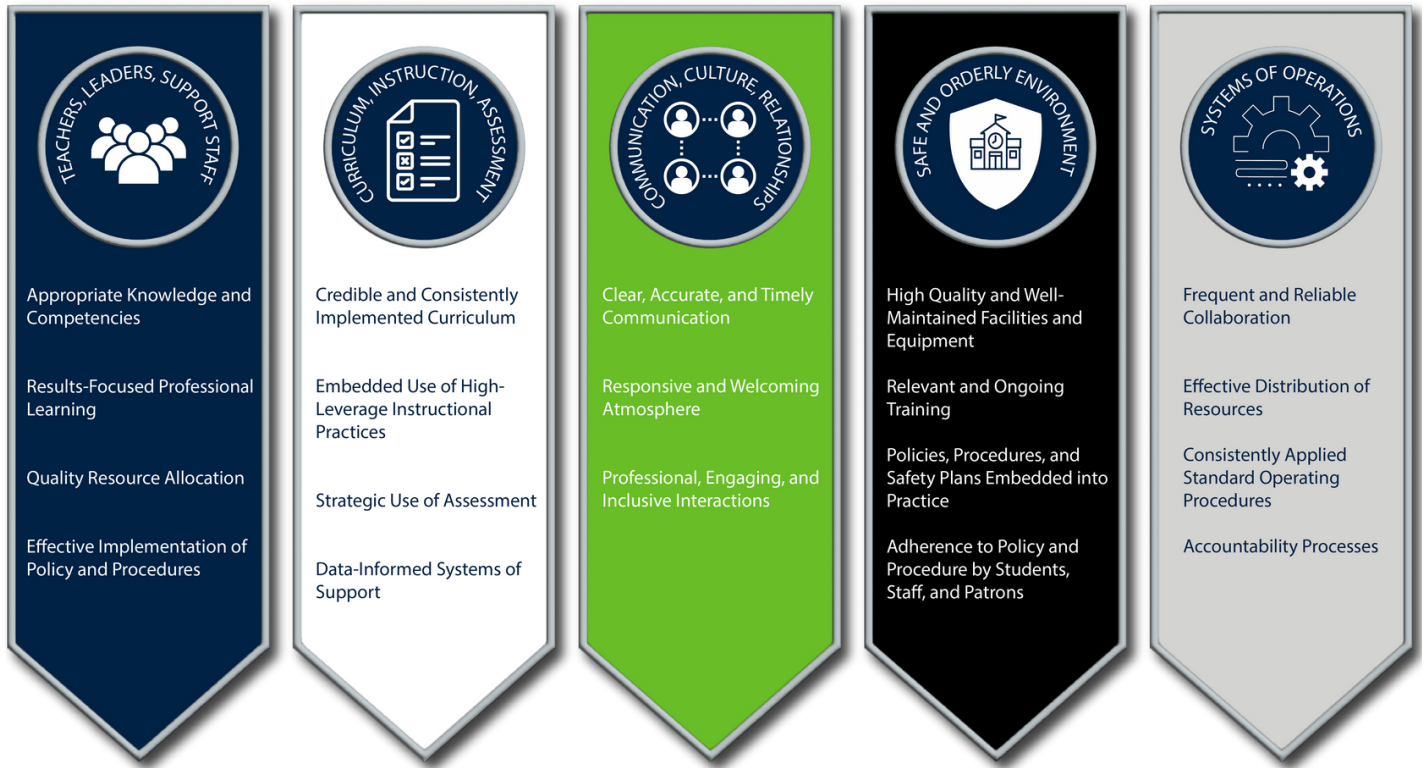 TEACHERS, LEADERS, SUPPORT STAFF
Appropriate Knowledge and
Competencies
Results-Focused Professional
Learning
Quality Resource Allocation
Effective Implementation of
Policy and Procedures
CURRICULUM, INSTRUCTION, ASSESSMENT
Credible and Consistently
Implemented Curriculum
Embedded Use of High-
Leverage Instructional
Practices
Strategic Use of Assessment
Data-Informed Systems of
Support
COMMUNICATION, CULTURE, RELATIONSHIPS
Clear, Accurate, and Timely
Communication
Responsive and Welcoming
Atmosphere
Professional, Engaging, and
Inclusive Interactions
SAFE AND ORDERLY ENVIRONMENT
High Quality and Well-
Maintained Facilities and
Equipment
Relevant and Ongoing
Training
Policies, Procedures, and
Safety Plans Embedded into
Practice
Adherence to Policy and
Procedure by Students,
Staff, and Patrons
SYSTEMS OF OPERATIONS
Frequent and Reliable
Collaboration
Effective Distribution of
Resources
Consistently Applied
Standard Operating
Procedures
Accountability Processes